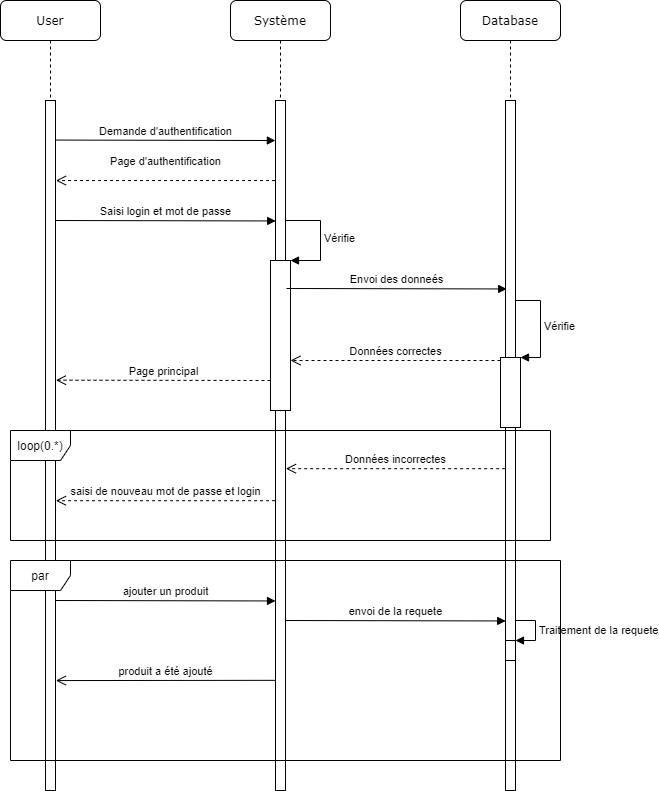 User
Système
Database
Demande d'authentification
Page d'authentification
Saisi login et mot de passe
Vérifie
Envoi des donneés
Vérifie
Données correctes
Page principal
loop(0.*)
Données incorrectes
saisi de nouveau mot de passe et login
par
ajouter un produit
envoi de la requete
Traitement de la requete
produit a été ajouté